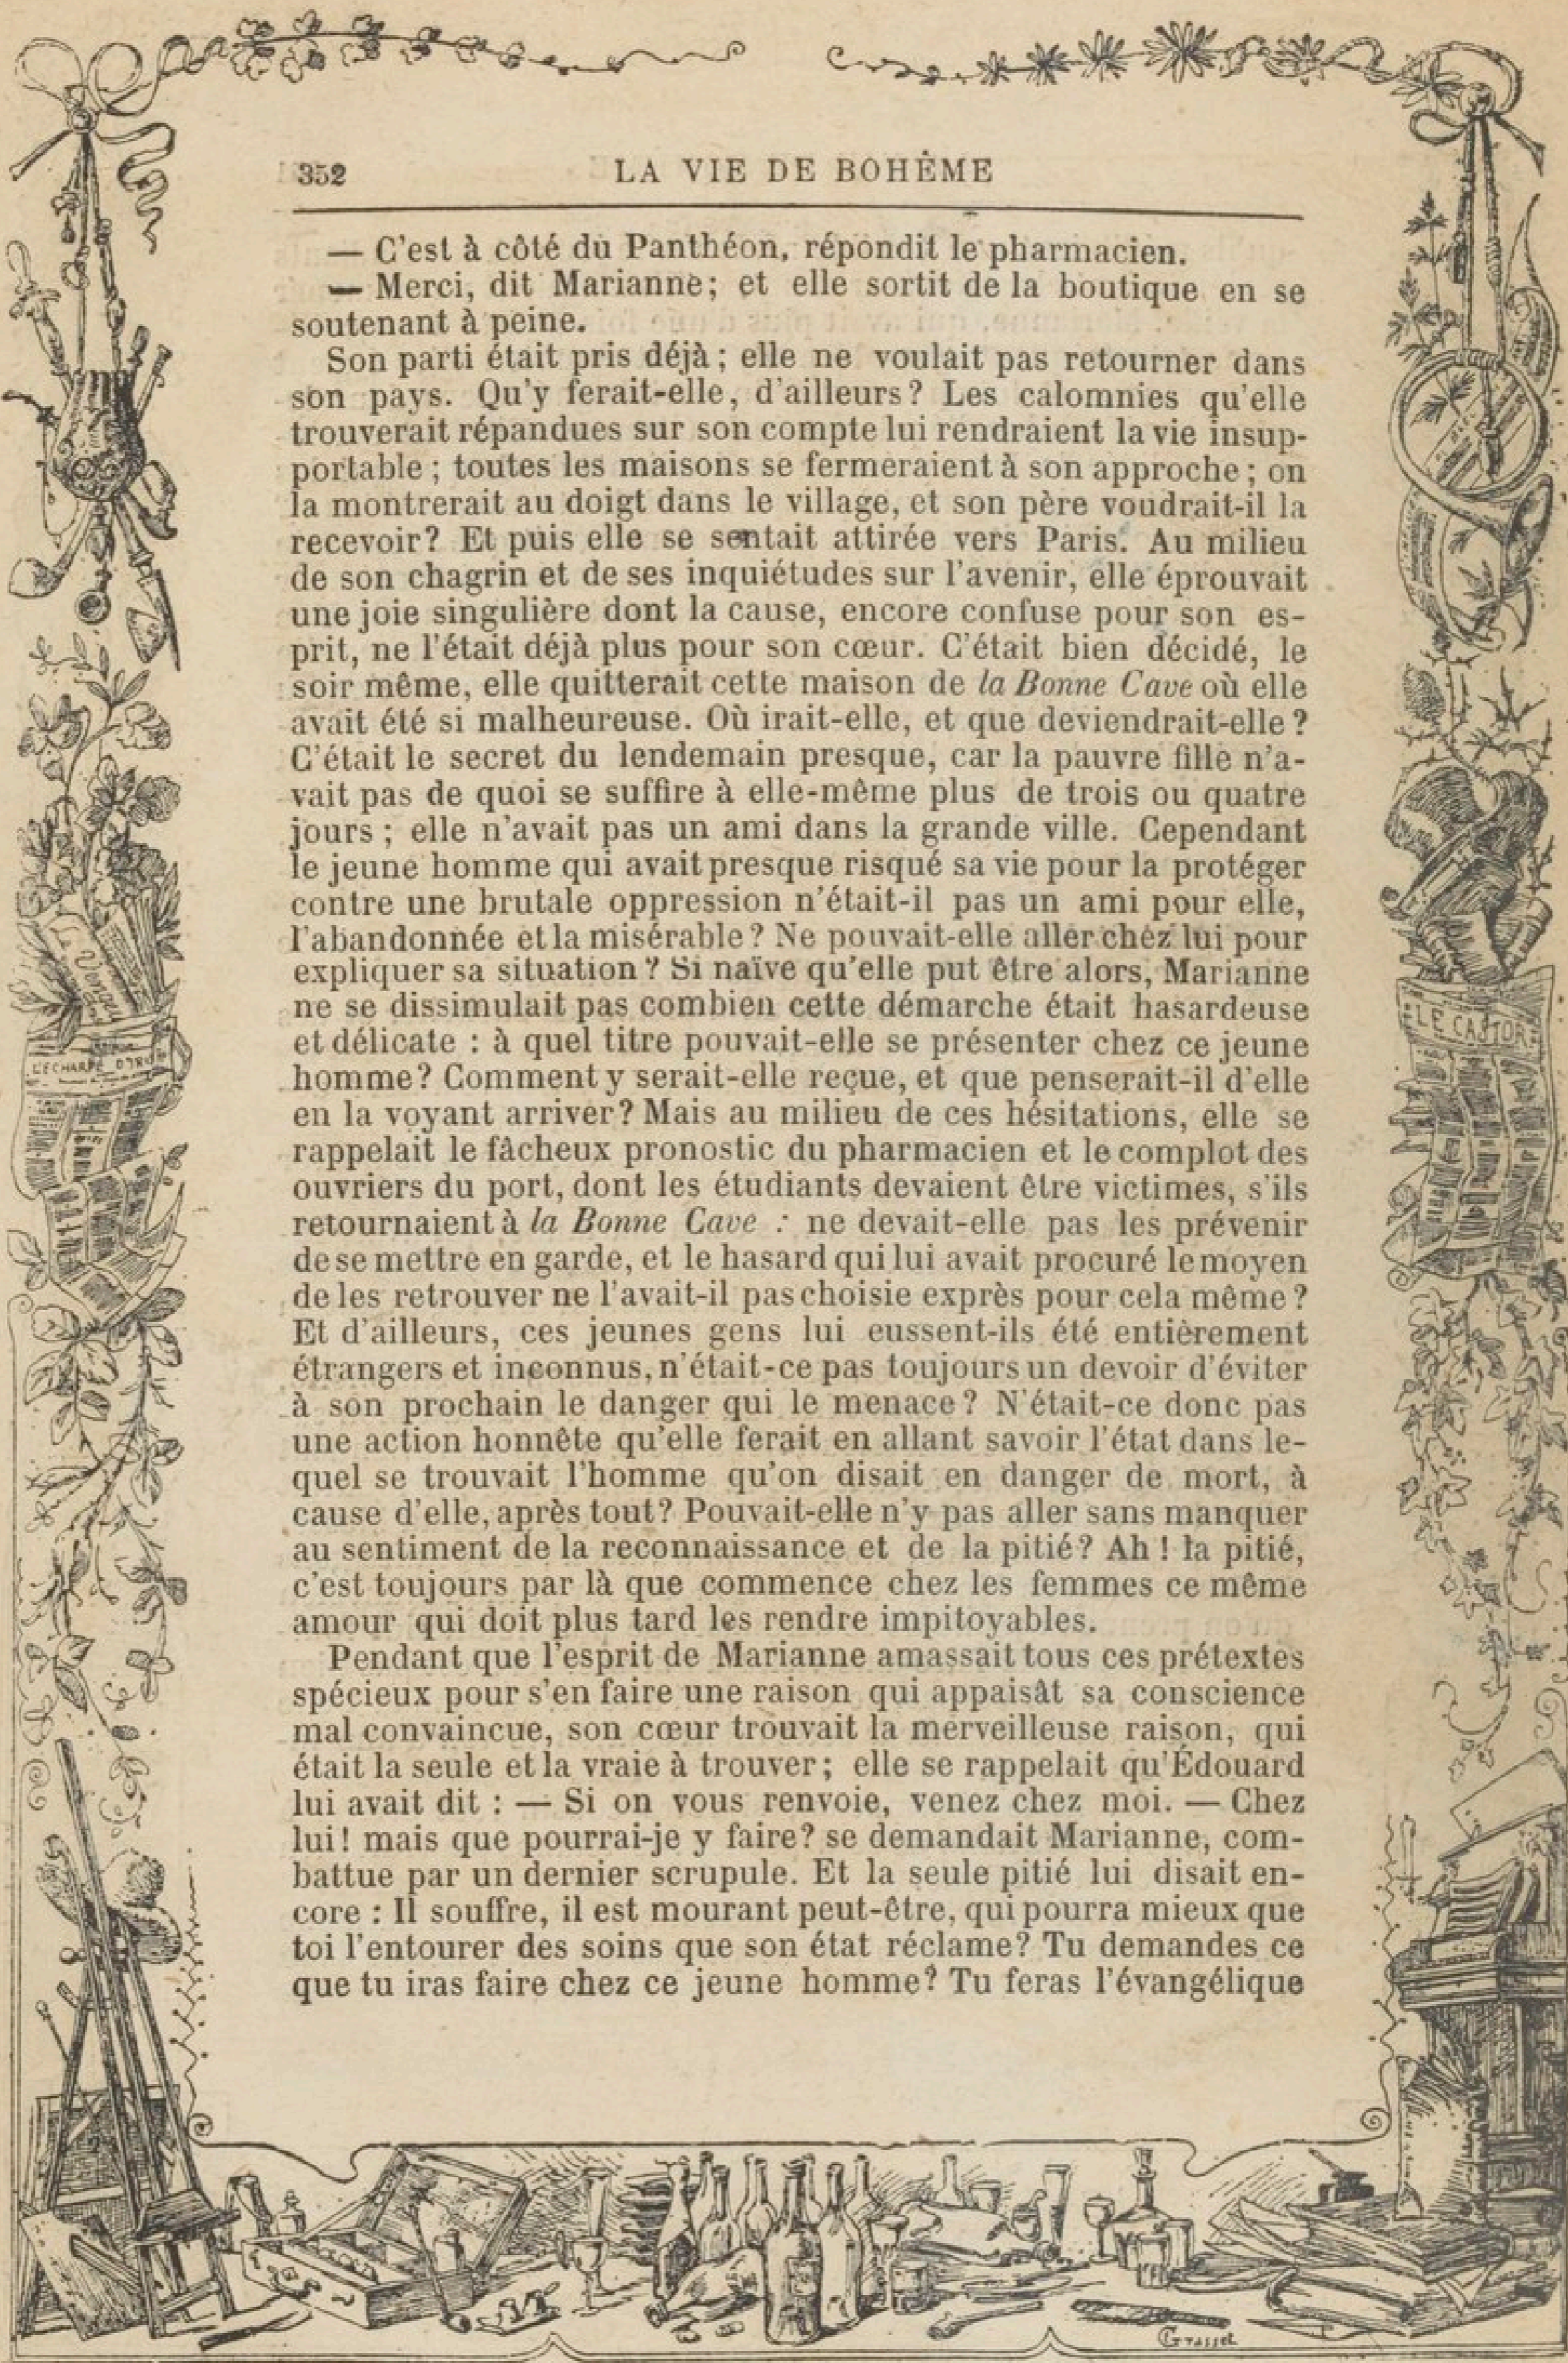 352 LA VIE DE BOHÊME
— C'est à côté du Panthéon, répondit le pharmacien.
— Merci, dit Marianne; et elle sortit de la boutique en se
soutenant à peine.
Son parti était pris déjà; elle ne voulait pas retourner dans
son pays. Qu'y ferait-elle, d'ailleurs? Les calomnies qu'elle
trouverait répandues sur son compte lui rendraient la vie insup-
portable; toutes les maisons se fermeraient à son approche; on
la montrerait au doigt dans le village, et son père voudrait-il la
recevoir? Et puis elle se sentait attirée vers Paris. Au milieu
de son chagrin et de ses inquiétudes sur l'avenir, elle éprouvait
une joie singulière dont la cause, encore confuse pour son es-
prit, ne l'était déjà plus pour son cœur. C'était bien décidé, le
soir même, elle quitterait cette maison de la Bonne Cave où elle
avait été si malheureuse. Où irait-elle, et que deviendrait-elle?
C'était le secret du lendemain presque, car la pauvre fille n'a-
vait pas de quoi se suffire à elle-même plus de trois ou quatre
jours; elle n'avait pas un ami dans la grande ville. Cependant
le jeune homme qui avait presque risqué sa vie pour la protéger
contre une brutale oppression n'était-il pas un ami pour elle,
l'abandonnée et la misérable? Ne pouvait-elle aller chez lui pour
expliquer sa situation? Si naïve qu'elle put être alors, Marianne
ne se dissimulait pas combien cette démarche était hasardeuse
et délicate : à quel titre pouvait-elle se présenter chez ce jeune
homme? Comment y serait-elle reçue, et que penserait-il d'elle
en la voyant arriver? Mais au milieu de ces hésitations, elle se
rappelait le fâcheux pronostic du pharmacien et le complot des
ouvriers du port, dont les étudiants devaient être victimes, s'ils
retournaient à la Bonne Cave : ne devait-elle pas les prévenir
de se mettre en garde, et le hasard qui lui avait procuré le moyen
de les retrouver ne l'avait-il pas choisie exprès pour cela même?
Et d'ailleurs, ces jeunes gens lui eussent-ils été entièrement
étrangers et inconnus, n'était-ce pas toujours un devoir d'éviter
à son prochain le danger qui le menace? N'était-ce donc pas
une action honnête qu'elle ferait en allant savoir l'état dans le-
quel se trouvait l'homme qu'on disait en danger de mort, à
cause d'elle, après tout? Pouvait-elle n'y pas aller sans manquer
au sentiment de la reconnaissance et de la pitié? Ah! la pitié,
c'est toujours par là que commence chez les femmes ce même
amour qui doit plus tard les rendre impitoyables.
Pendant que l'esprit de Marianne amassait tous ces prétextes
spécieux pour s'en faire une raison qui appaisât sa conscience
mal convaincue, son cœur trouvait la merveilleuse raison, qui
était la seule et la vraie à trouver; elle se rappelait qu'Édouard
lui avait dit : — Si on vous renvoie, venez chez moi. — Chez
lui! mais que pourrai-je y faire? se demandait Marianne, com-
battue par un dernier scrupule. Et la seule pitié lui disait en-
core : Il souffre, il est mourant peut-être, qui pourra mieux que
toi l'entourer des soins que son état réclame? Tu demandes ce
que tu iras faire chez ce jeune homme? Tu feras l'évangélique
L'ÉCHARPE D'IRIS
LE CASTOR
Grasset